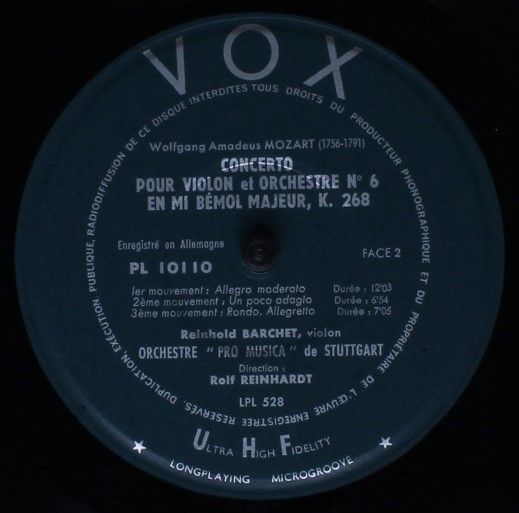 VOX
TOUS DROITS DU PRODUCTEUR PHONOGRAPHIQUE ET DU PROPRIETAIRE DE L'ŒUVRE ENREGISTREE RESERVES. DUPLICATION, EXECUTION PUBLIQUE, RADIODIFFUSION DE CE DISQUE INTERDITES
Wolfgang Amadeus MOZART (1756-1791)
CONCERTO
POUR VIOLON et ORCHESTRE N° 6
EN MI BÉMOL MAJEUR, K. 268
Enregistré en Allemagne
FACE 2
PL 10110
1er mouvement : Allegro moderato Durée : 12'03
2ème mouvement : Un poco adagio Durée : 6'54
3ème mouvement : Rondo. Allegretto Durée : 7'05
Reinhold BARCHET, violon
ORCHESTRE "PRO MUSICA" de STUTTGART
Direction :
Rolf REINHARDT
LPL 528
ULTRA HIGH FIDELITY
LONGPLAYING MICROGROOVE